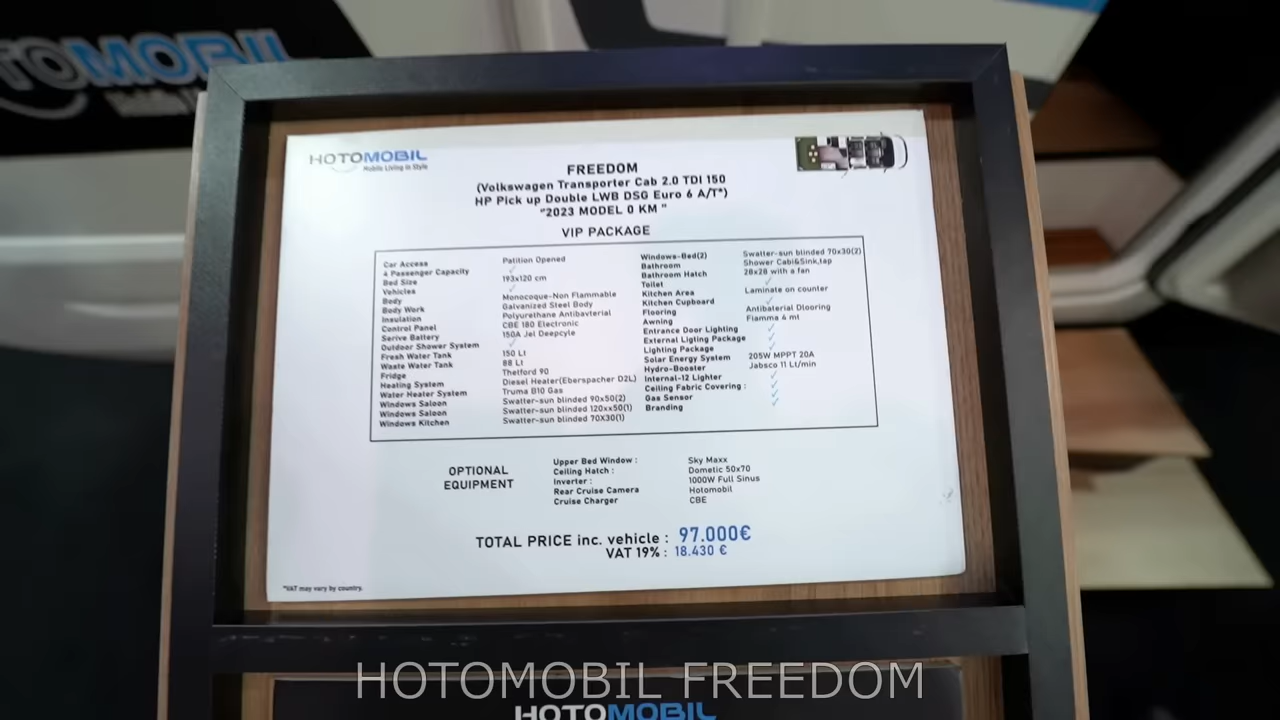 TOMOBIL
HOTOMOBIL
Mobile Living in Style
FREEDOM
(Volkswagen Transporter Cab 2.0 TDI 150
HP Pick up Double LWB DSG Euro 6 A/T*)
"2023 MODEL 0 KM "
VIP PACKAGE
Car Access Patition Opened
4 Passenger Capacity ✓
Bed Size 193x120 cm
Vehicles ✓
Body Monocoque-Non Flammable
Body Work Galvanized Steel Body
Insulation Polyurethane Antibavterial
Control Panel CBE 180 Electronic
Serive Battery 150A Jel Deepcyle
Outdoor Shower System ✓
Fresh Water Tank 150 Lt
Waste Water Tank 88 Lt
Fridge Thetford 90
Heating System Diesel Heater(Eberspacher D2L)
Water Heater System Truma B10 Gas
Windows Saloon Swatter-sun blinded 90x50(2)
Windows Saloon Swatter-sun blinded 120xx50(1)
Windows Kitchen Swatter-sun blinded 70X30(1)
Windows-Bed(2) Swatter-sun blinded 70x30(2)
Bathroom Shower Cabi&Sink,tap
Bathroom Hatch 28x28 with a fan
Toilet ✓
Kitchen Area Laminate on counter
Kitchen Cupboard ✓
Flooring Antibaterial Dlooring
Awning Fiamma 4 mt
Entrance Door Lighting ✓
External Ligting Package ✓
Lighting Package ✓
Solar Energy System 205W MPPT 20A
Hydro-Booster Jabsco 11 Lt/min
Internal-12 Lighter ✓
Ceiling Fabric Covering : ✓
Gas Sensor ✓
Branding ✓
OPTIONAL
EQUIPMENT
Upper Bed Window : Sky Maxx
Ceiling Hatch : Dometic 50x70
Inverter : 1000W Full Sinus
Rear Cruise Camera Hotomobil
Cruise Charger CBE
TOTAL PRICE inc. vehicle : 97.000€
VAT 19% : 18.430 €
*VAT may vary by country.
HOTOMOBIL FREEDOM
HOTOMOBIL